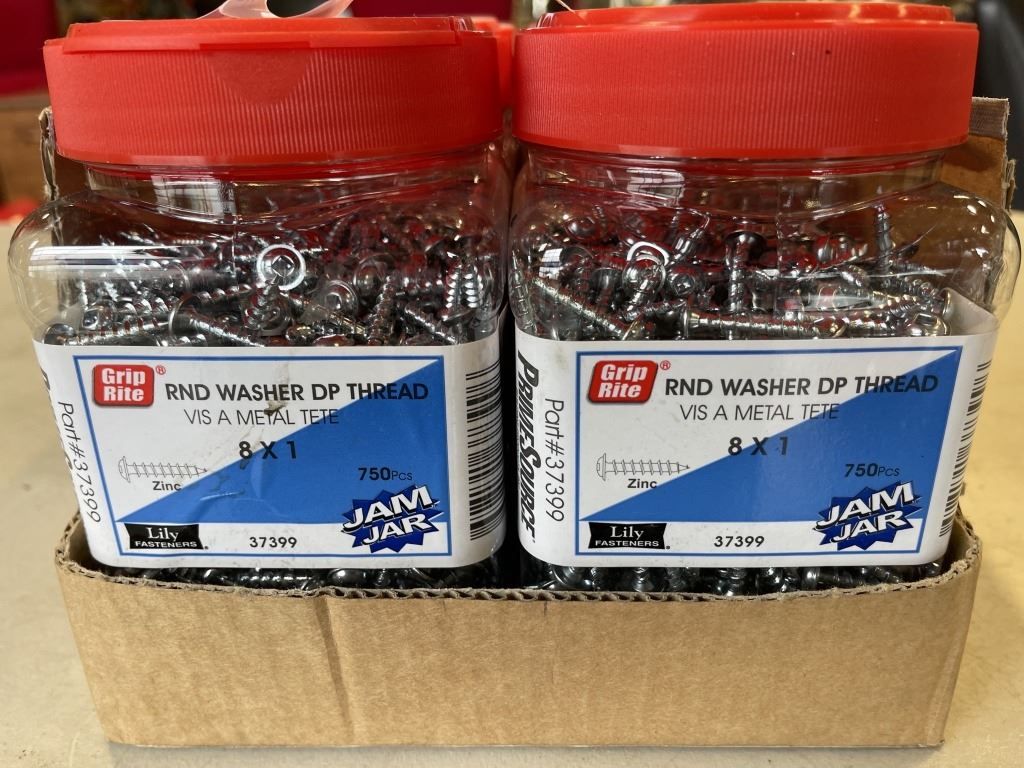 Grip
Rite®
RND WASHER DP THREAD
VIS A METAL TETE
8 X 1
Zinc
750Pcs
JAM
JAR
Lily
FASTENERS
37399
Part#37399
PRIMESOURCE
Grip
Rite®
RND WASHER DP THREAD
VIS A METAL TETE
8 X 1
Zinc
750Pcs
JAM
JAR
Lily
FASTENERS
37399
Part#37399